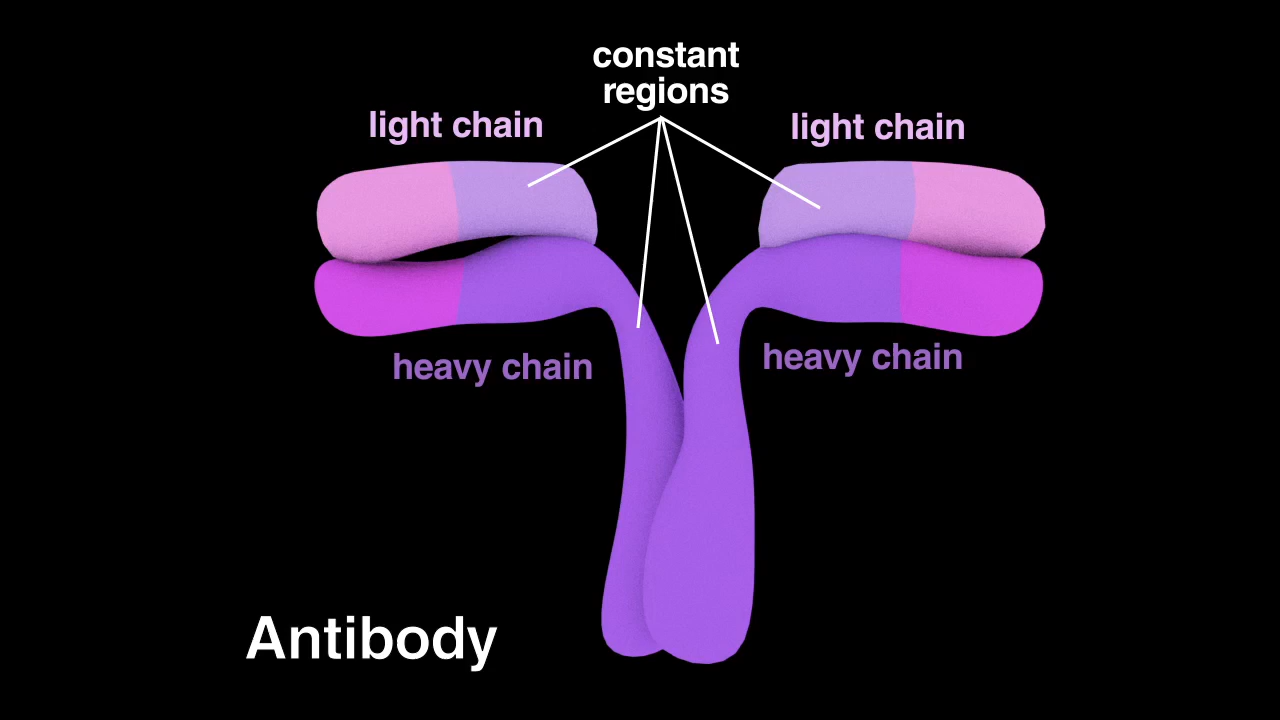 constant
regions
light chain
light chain
heavy chain
heavy chain
Antibody